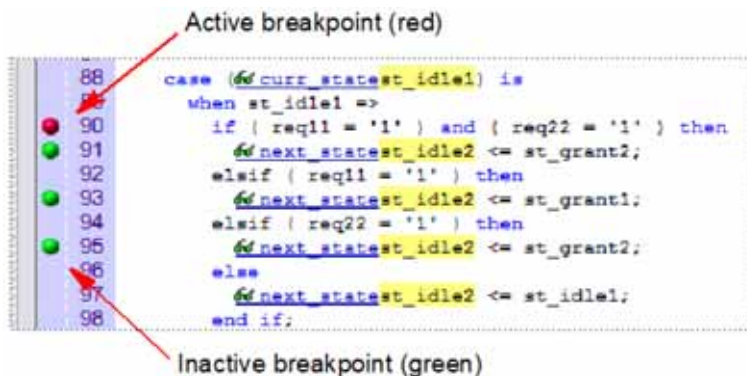 Active breakpoint (red)
88 case (curr_statest_idle1) is
when st_idle1 =>
90 if ( req11 = '1' ) and ( req22 = '1' ) then
91 next_statest_idle2 <= st_grant2;
92 elsif ( req11 = '1' ) then
93 next_statest_idle2 <= st_grant1;
94 elsif ( req22 = '1' ) then
95 next_statest_idle2 <= st_grant2;
96 else
97 next_statest_idle2 <= st_idle1;
98 end if;
Inactive breakpoint (green)